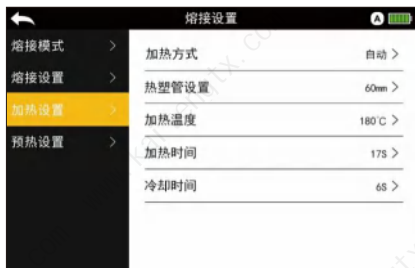 熔接设置
A
熔接模式 >
熔接设置 >
加热设置 >
预热设置 >
加热方式 自动 >
热塑管设置 60mm >
加热温度 180℃ >
加热时间 17S >
冷却时间 6S >